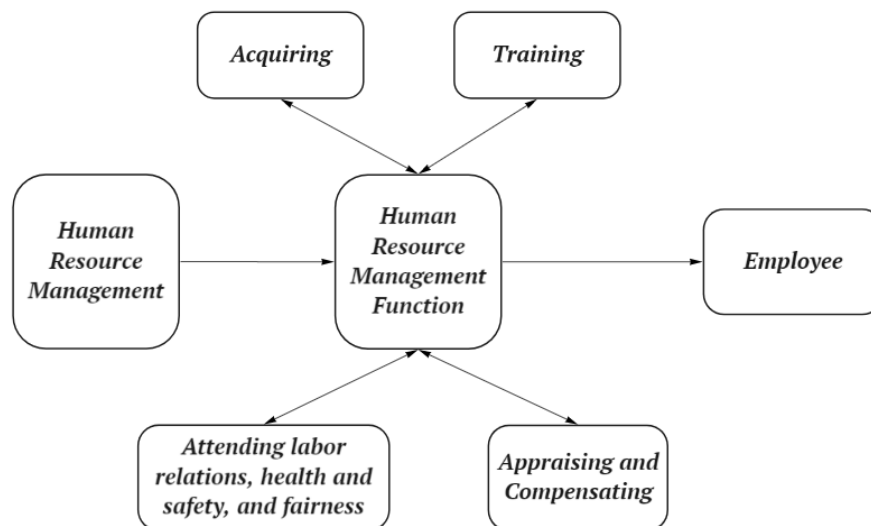 Acquiring
Training
Human
Resource
Management
Human
Resource
Management
Function
Employee
Attending labor
relations, health and
safety, and fairness
Appraising and
Compensating